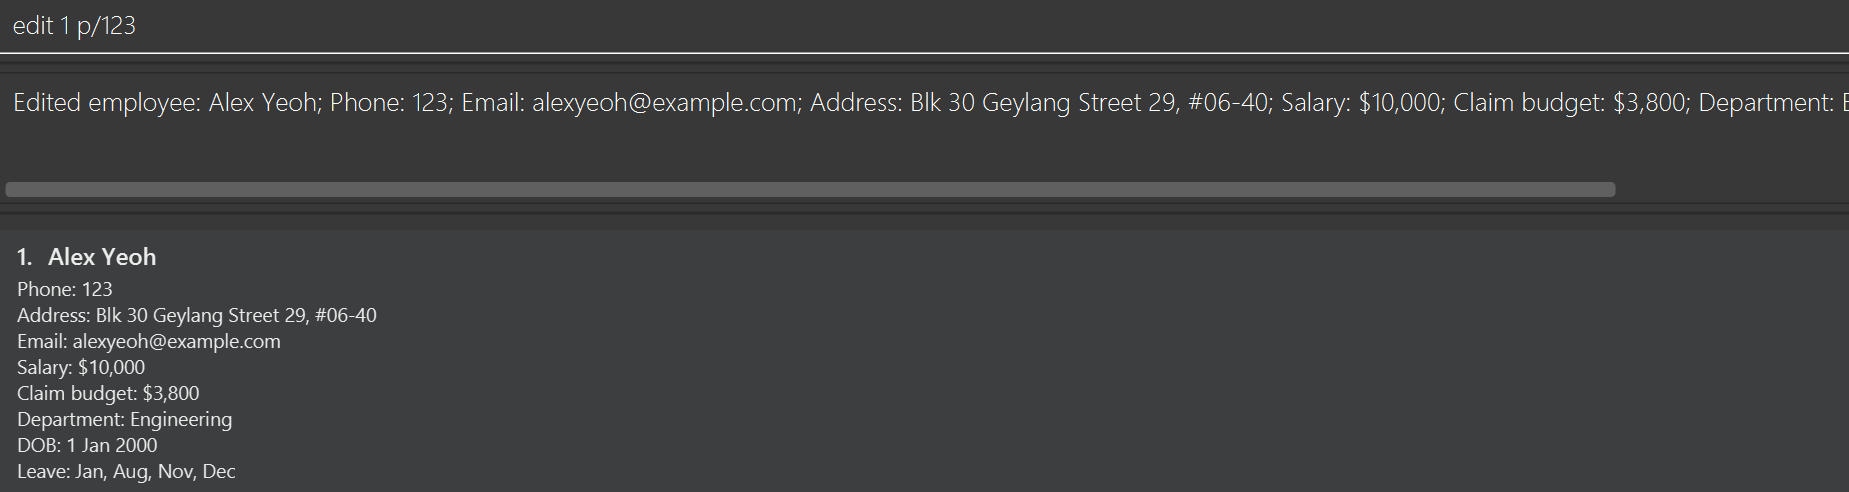 edit 1 p/123
Edited employee: Alex Yeoh; Phone: 123; Email: alexyeoh@example.com; Address: Blk 30 Geylang Street 29, #06-40; Salary: $10,000; Claim budget: $3,800; Department:
1. Alex Yeoh
Phone: 123
Address: Blk 30 Geylang Street 29, #06-40
Email: alexyeoh@example.com
Salary: $10,000
Claim budget: $3,800
Department: Engineering
DOB: 1 Jan 2000
Leave: Jan, Aug, Nov, Dec